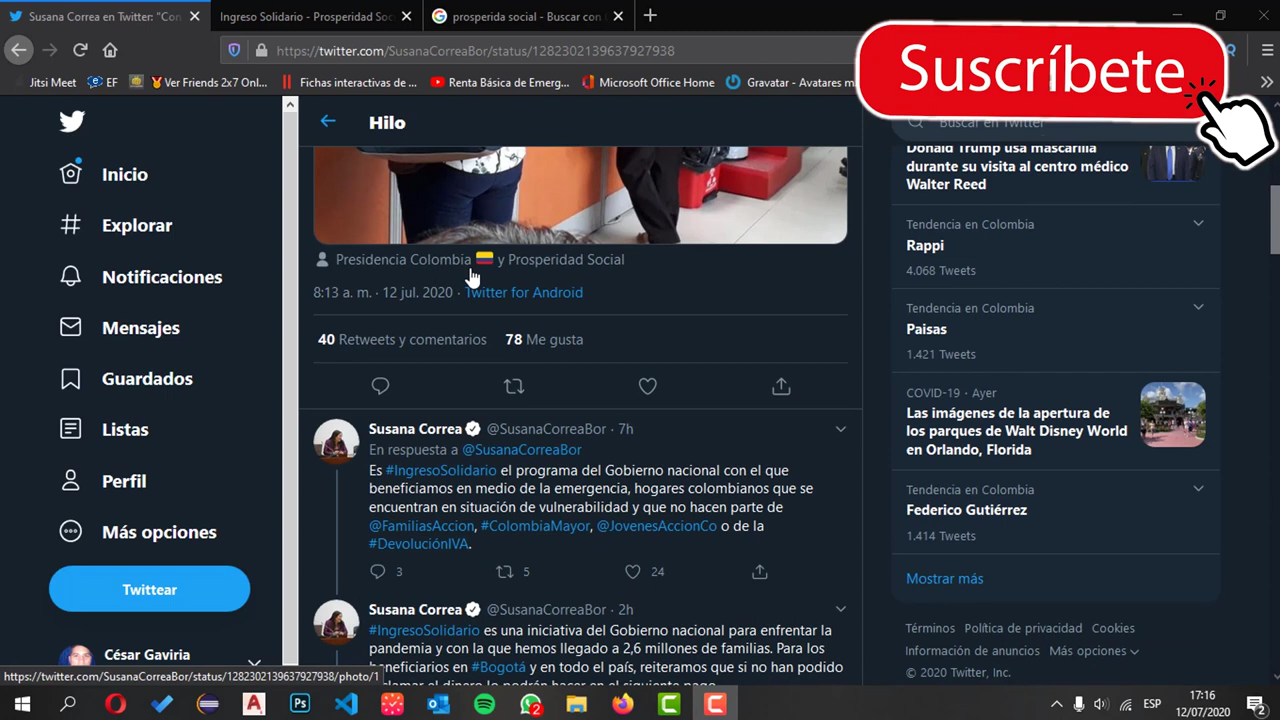 Susana Correa en Twitter: "Con
Ingreso Solidario - Prosperidad Soc
prosperida social - Buscar con
https://twitter.com/SusanaCorreaBor/status/1282302139637927938
Suscríbete
Jitsi Meet
EF
Ver Friends 2x7 Onl...
Fichas interactivas...
Renta Básica de Emerg...
Microsoft Office Home
Gravatar - Avatares m
Hilo
Buscar en Twitter
Inicio
Explorar
Notificaciones
Mensajes
Guardados
Listas
Perfil
Más opciones
Twittear
César Gaviria
Presidencia Colombia 🇨🇴 y Prosperidad Social
8:13 a. m. · 12 jul. 2020 · Twitter for Android
40 Retweets y comentarios 78 Me gusta
Susana Correa @SusanaCorreaBor · 7h
En respuesta a @SusanaCorreaBor
Es #IngresoSolidario el programa del Gobierno nacional con el que
beneficiamos en medio de la emergencia, hogares colombianos que se
encuentran en situación de vulnerabilidad y que no hacen parte de
@FamiliasAccion, #ColombiaMayor, @JovenesAccionCo o de la
#DevoluciónIVA.
3 5 24
Susana Correa @SusanaCorreaBor · 2h
#IngresoSolidario es una iniciativa del Gobierno nacional para enfrentar la
pandemia y con la que hemos llegado a 2,6 millones de familias. Para los
beneficiarios en #Bogotá y en todo el país, reiteramos que si no han podido
Donald Trump usa mascarilla
durante su visita al centro médico
Walter Reed
Tendencia en Colombia
Rappi
4.068 Tweets
Tendencia en Colombia
Paisas
1.421 Tweets
COVID-19 · Ayer
Las imágenes de la apertura de
los parques de Walt Disney World
en Orlando, Florida
Tendencia en Colombia
Federico Gutiérrez
1.414 Tweets
Mostrar más
Términos Política de privacidad Cookies
Información de anuncios Más opciones
© 2020 Twitter, Inc.
https://twitter.com/SusanaCorreaBor/status/1282302139637927938/photo/1
2
ESP
17:16
12/07/2020
2